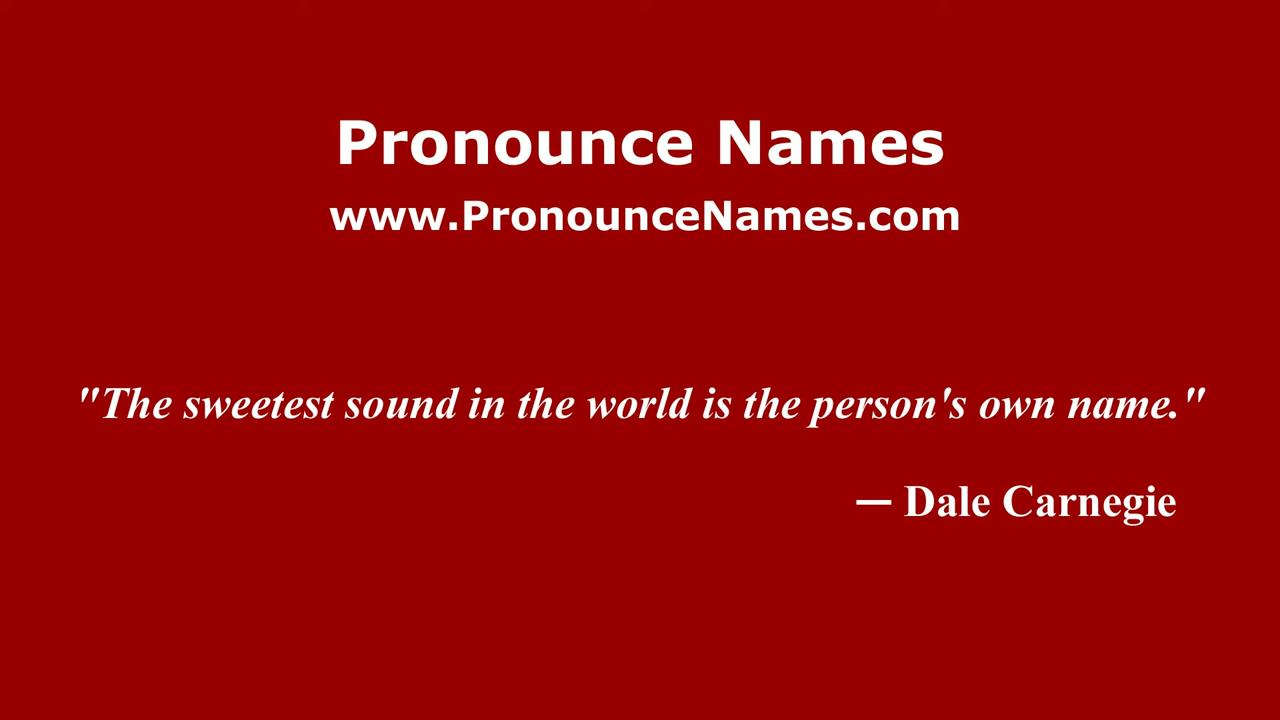 Pronounce Names
www.PronounceNames.com
"The sweetest sound in the world is the person's own name."
— Dale Carnegie